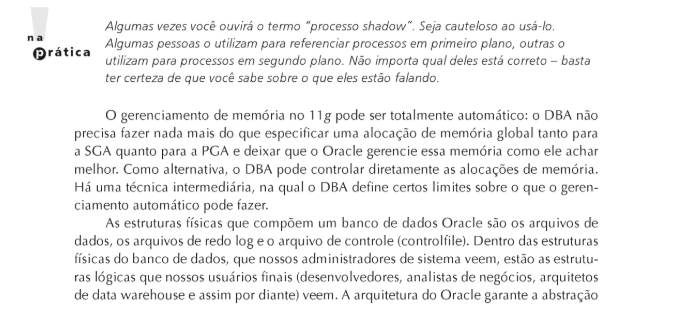 na
prática
Algumas vezes você ouvirá o termo "processo shadow". Seja cauteloso ao usá-lo.
Algumas pessoas o utilizam para referenciar processos em primeiro plano, outras o
utilizam para processos em segundo plano. Não importa qual deles está correto – basta
ter certeza de que você sabe sobre o que eles estão falando.
O gerenciamento de memória no 11g pode ser totalmente automático: o DBA não
precisa fazer nada mais do que especificar uma alocação de memória global tanto para
a SGA quanto para a PGA e deixar que o Oracle gerencie essa memória como ele achar
melhor. Como alternativa, o DBA pode controlar diretamente as alocações de memória.
Há uma técnica intermediária, na qual o DBA define certos limites sobre o que o geren-
ciamento automático pode fazer.
As estruturas físicas que compõem um banco de dados Oracle são os arquivos de
dados, os arquivos de redo log e o arquivo de controle (controlfile). Dentro das estruturas
físicas do banco de dados, que nossos administradores de sistema veem, estão as estrutu-
ras lógicas que nossos usuários finais (desenvolvedores, analistas de negócios, arquitetos
de data warehouse e assim por diante) veem. A arquitetura do Oracle garante a abstração